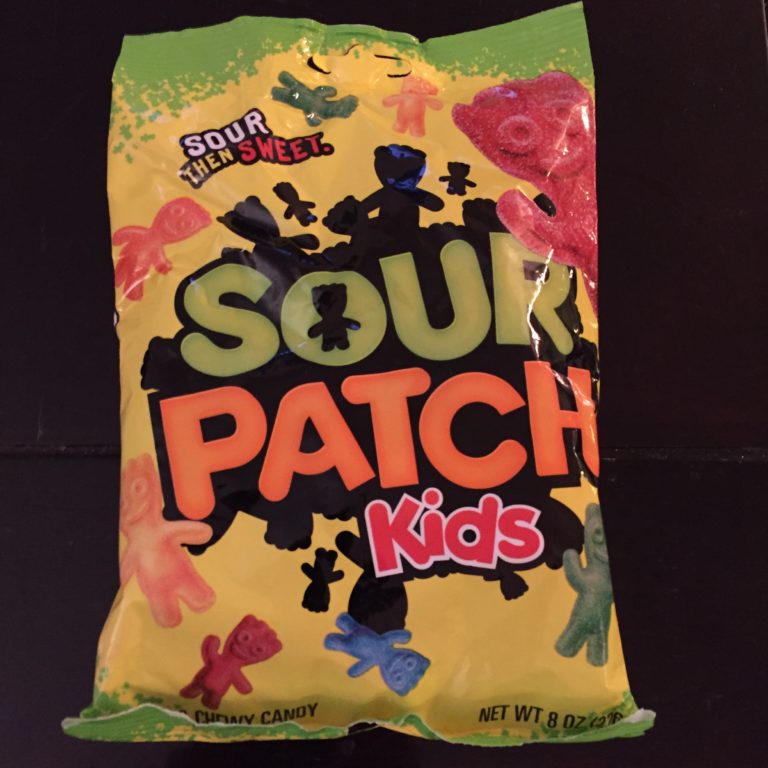 SOUR
THEN SWEET.
SOUR
PATCH
Kids
CHEWY CANDY
NET WT 8 OZ